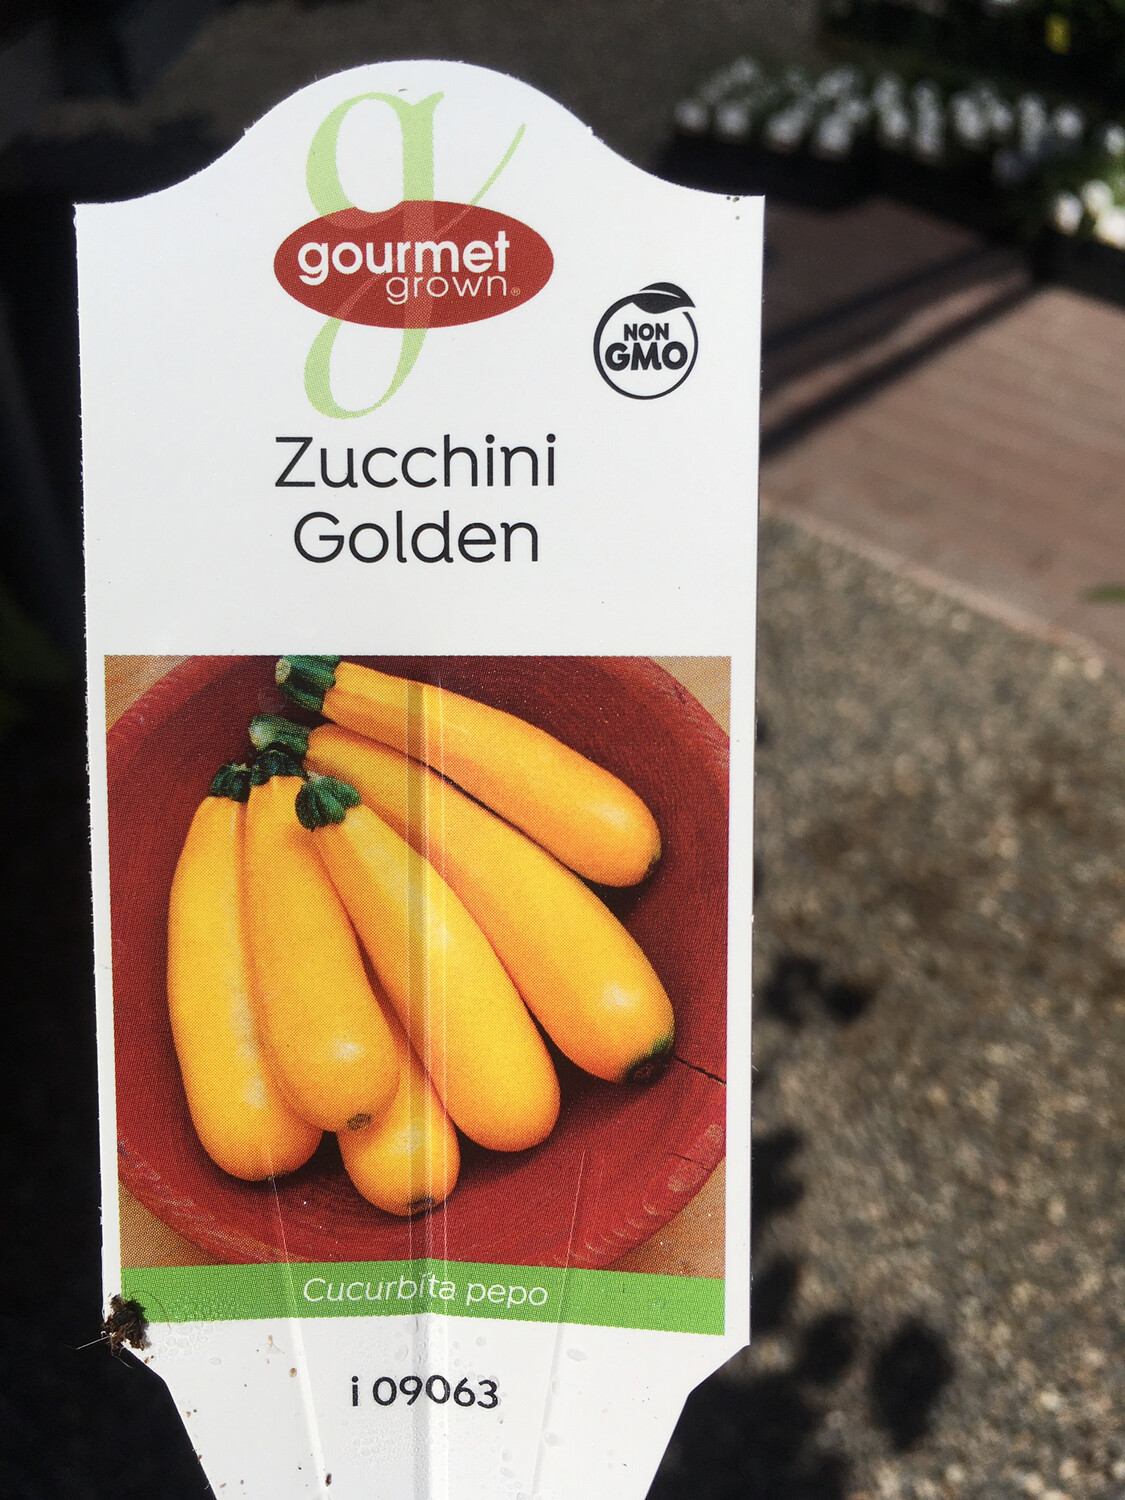 g
gourmet
grown®
NON
GMO
Zucchini
Golden
Cucurbita pepo
i 09063